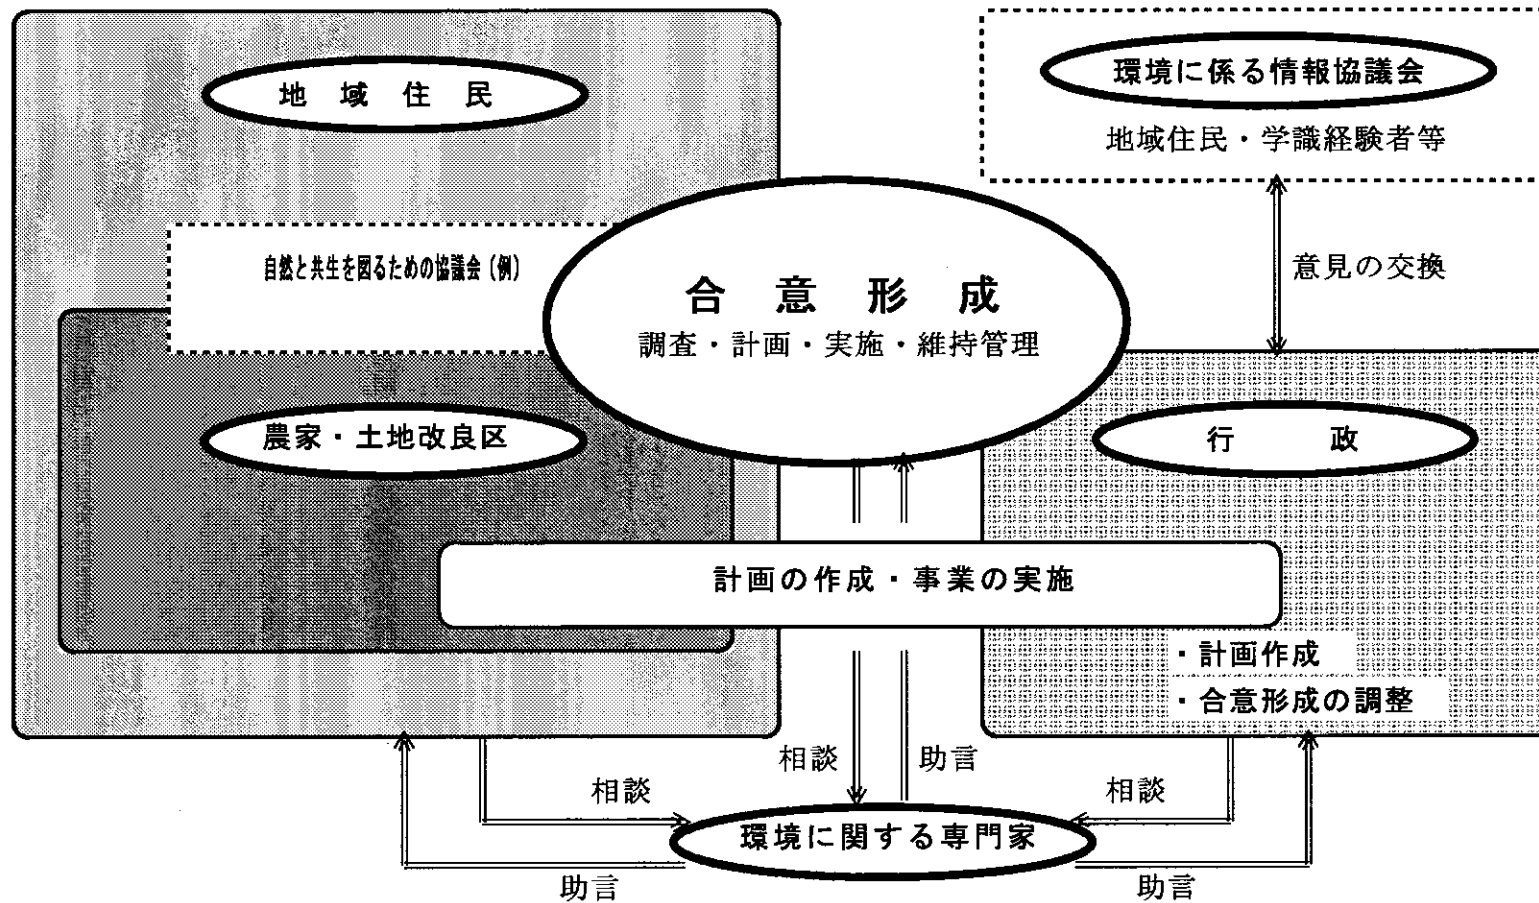 地域住民
環境に係る情報協議会
地域住民・学識経験者等
自然と共生を図るための協議会（例）
合意形成
調査・計画・実施・維持管理
意見の交換
農家・土地改良区
行政
計画の作成・事業の実施
・計画作成
・合意形成の調整
相談
助言
相談
相談
環境に関する専門家
助言
助言